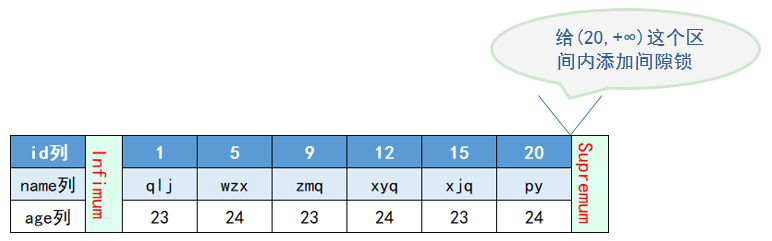 给(20,+∞)这个区
间内添加间隙锁
id列 Infimum 1 5 9 12 15 20 Supremum
name列 qlj wzx zmq xyq xjq py
age列 23 24 23 24 23 24